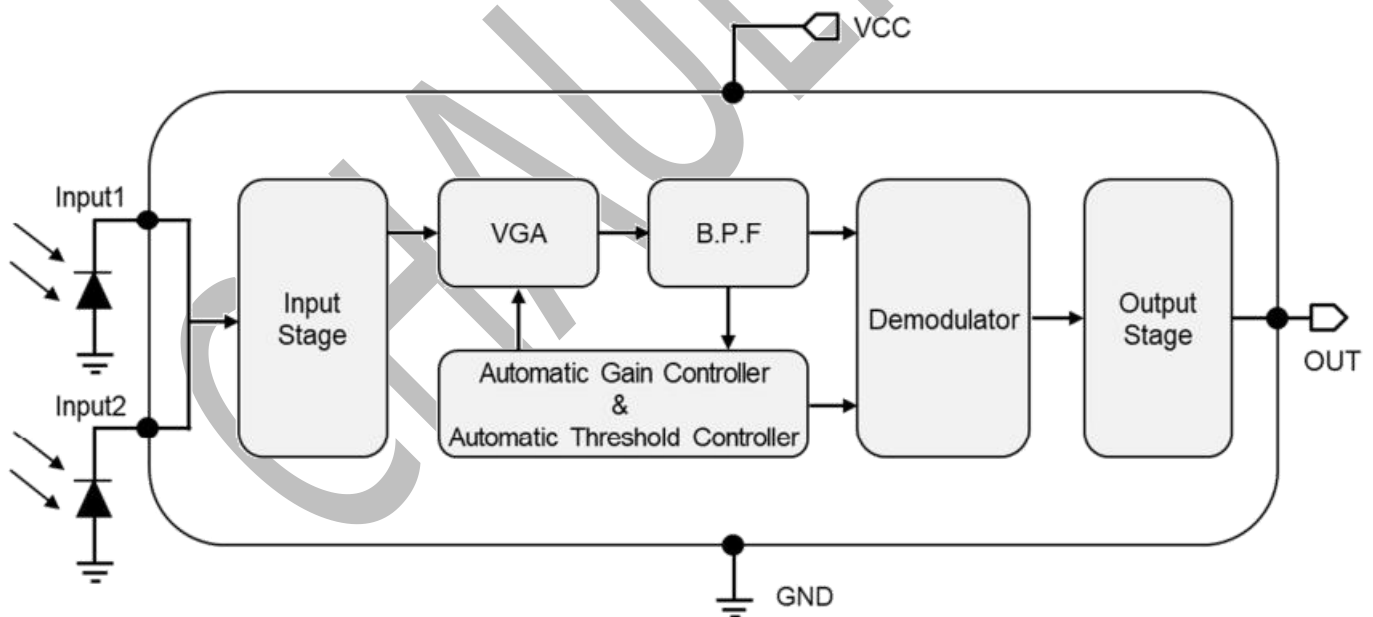 VCC
Input1
Input2
Input
Stage
VGA
B.P.F
Automatic Gain Controller
&
Automatic Threshold Controller
Demodulator
Output
Stage
OUT
GND